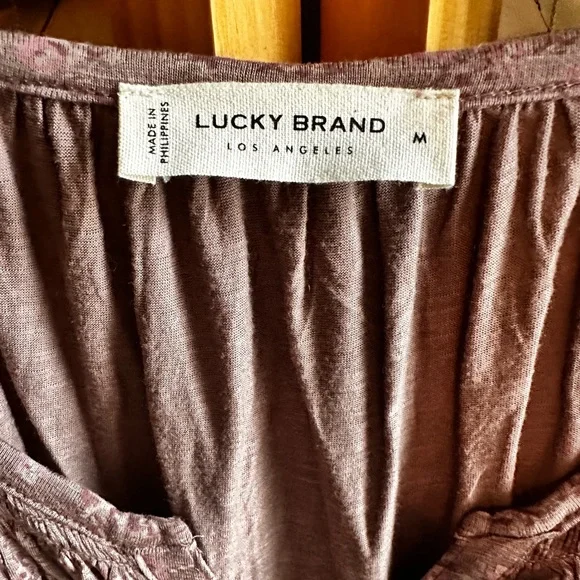 MADE IN
PHILIPPINES
LUCKY BRAND
LOS ANGELES
M